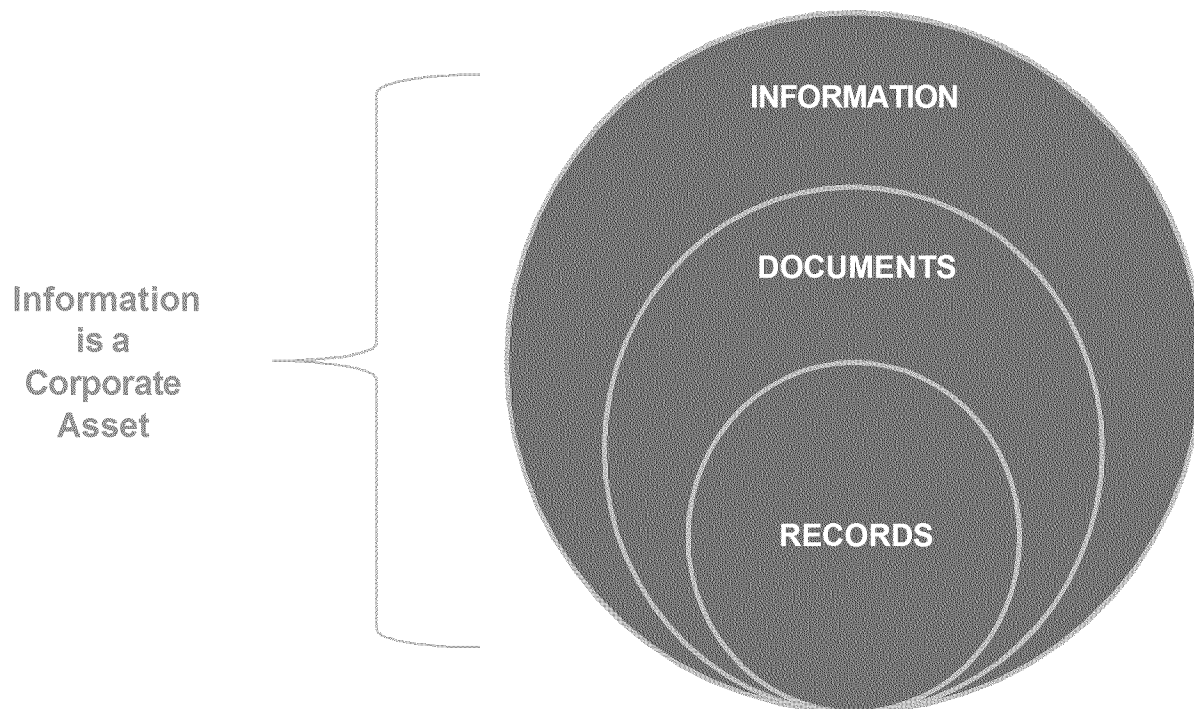 Information
is a
Corporate
Asset
INFORMATION
DOCUMENTS
RECORDS